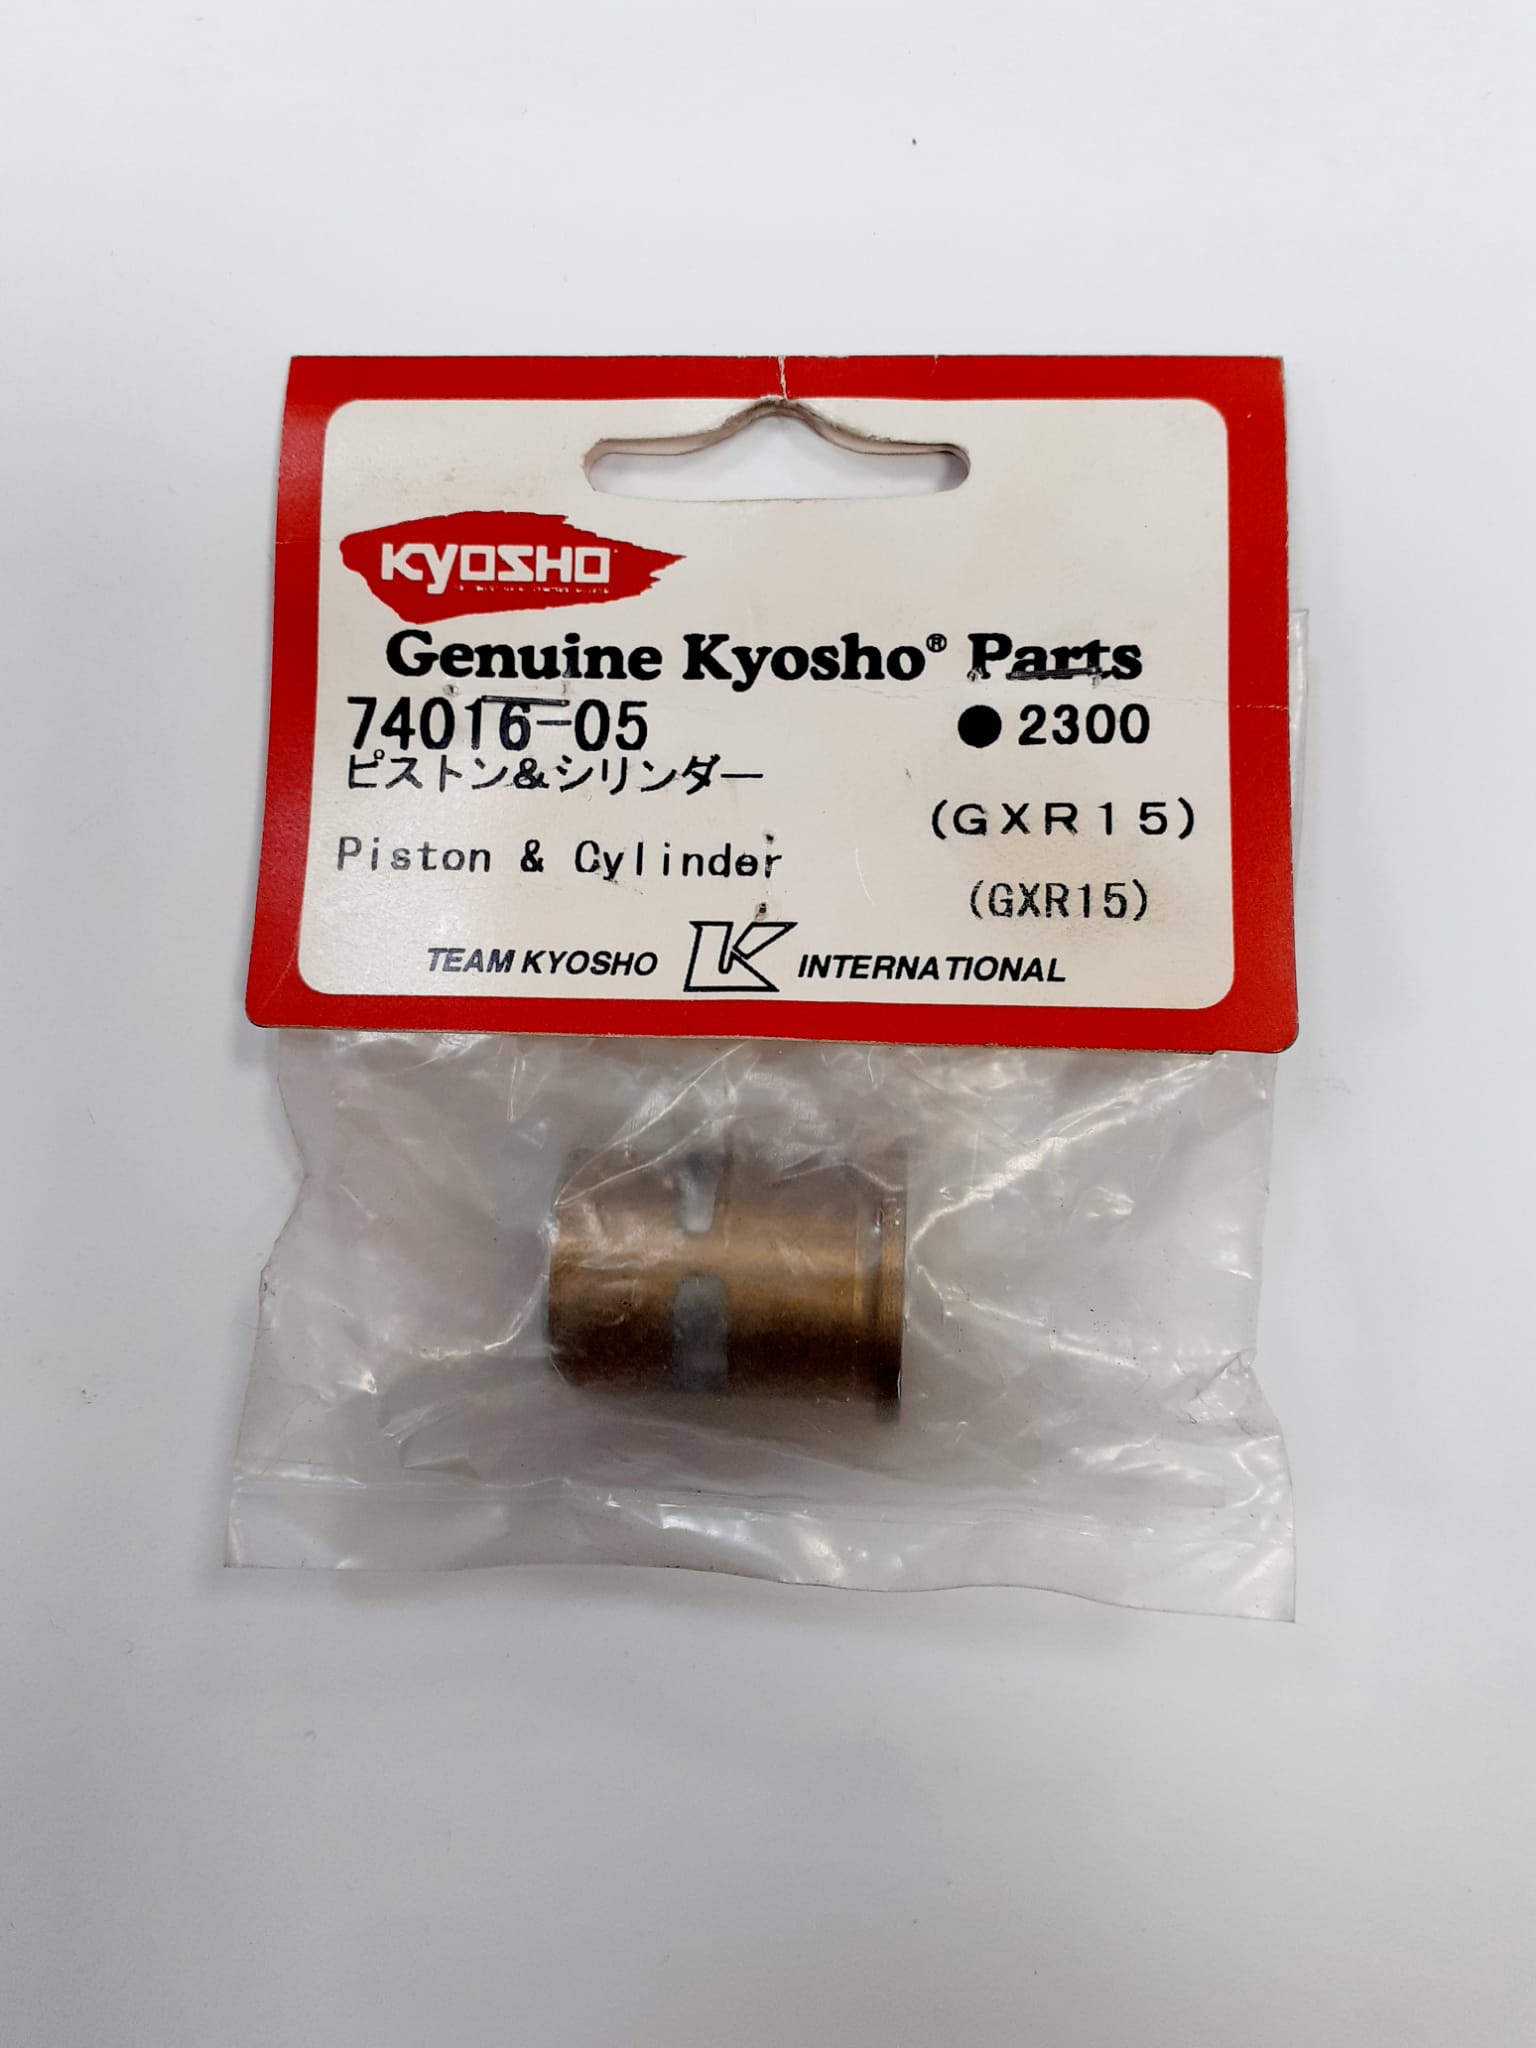 KYOSHO
Genuine Kyosho® Parts
74016-05 ●2300
ピストン&シリンダー
(GXR15)
Piston & Cylinder
(GXR15)
TEAM KYOSHO K INTERNATIONAL